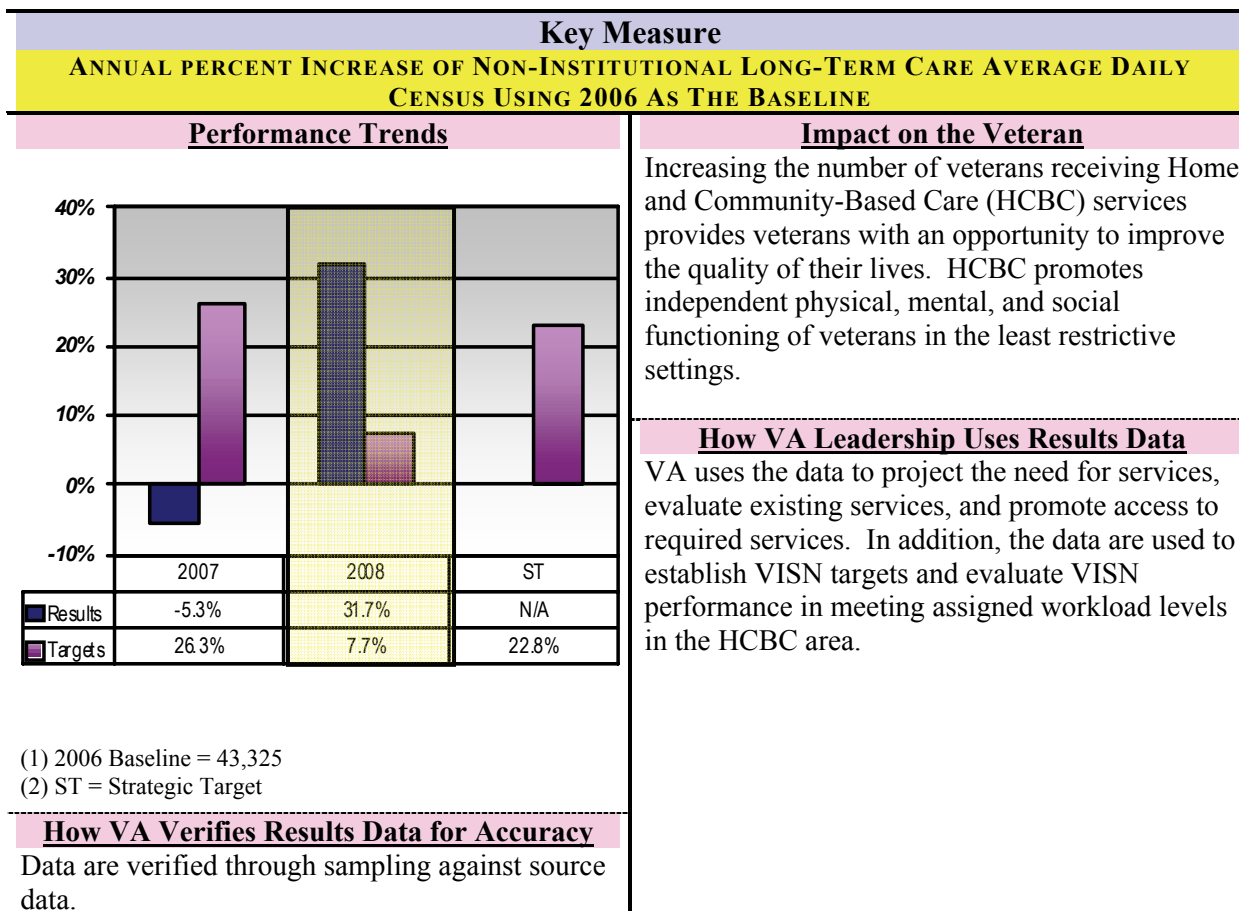 Key Measure
ANNUAL PERCENT INCREASE OF NON-INSTITUTIONAL LONG-TERM CARE AVERAGE DAILY
CENSUS USING 2006 AS THE BASELINE
Performance Trends
40%
30%
20%
10%
0%
-10%
2007 2008 ST
Results -5.3% 31.7% N/A
Targets 26.3% 7.7% 22.8%
(1) 2006 Baseline = 43,325
(2) ST = Strategic Target
How VA Verifies Results Data for Accuracy
Data are verified through sampling against source
data.
Impact on the Veteran
Increasing the number of veterans receiving Home
and Community-Based Care (HCBC) services
provides veterans with an opportunity to improve
the quality of their lives.  HCBC promotes
independent physical, mental, and social
functioning of veterans in the least restrictive
settings.
How VA Leadership Uses Results Data
VA uses the data to project the need for services,
evaluate existing services, and promote access to
required services.  In addition, the data are used to
establish VISN targets and evaluate VISN
performance in meeting assigned workload levels
in the HCBC area.